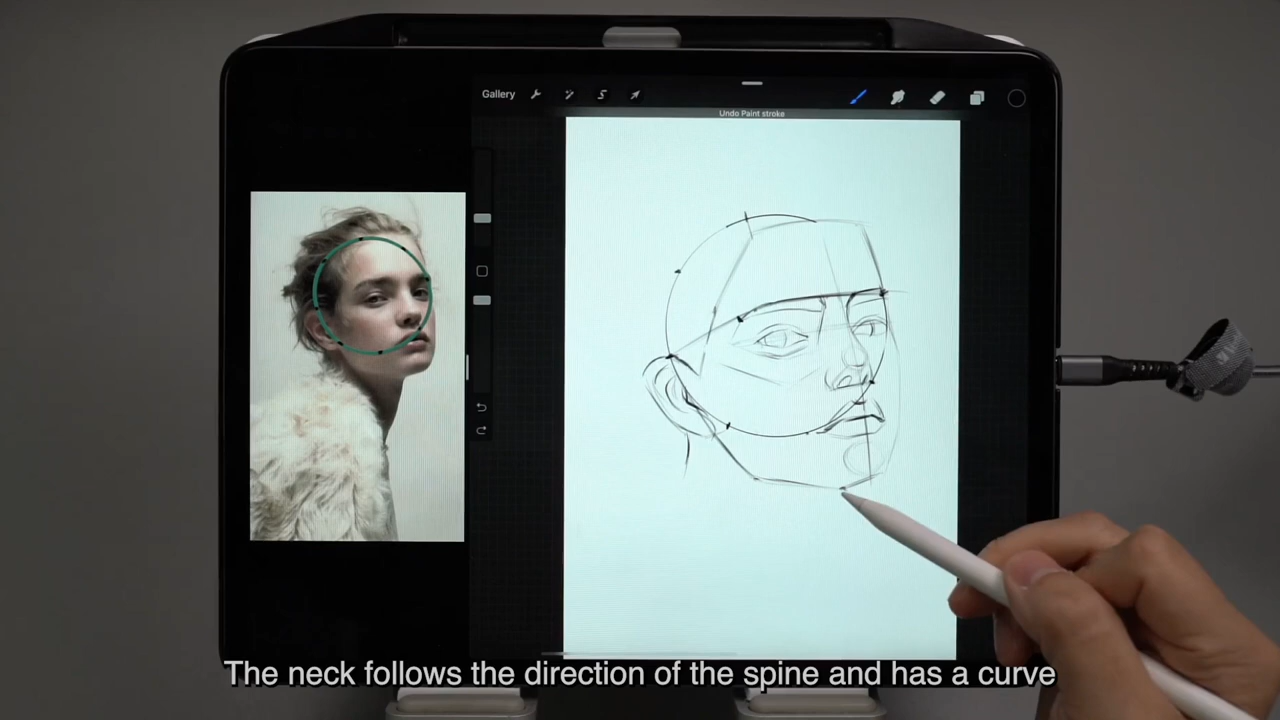 Gallery
Undo Paint stroke
The neck follows the direction of the spine and has a curve